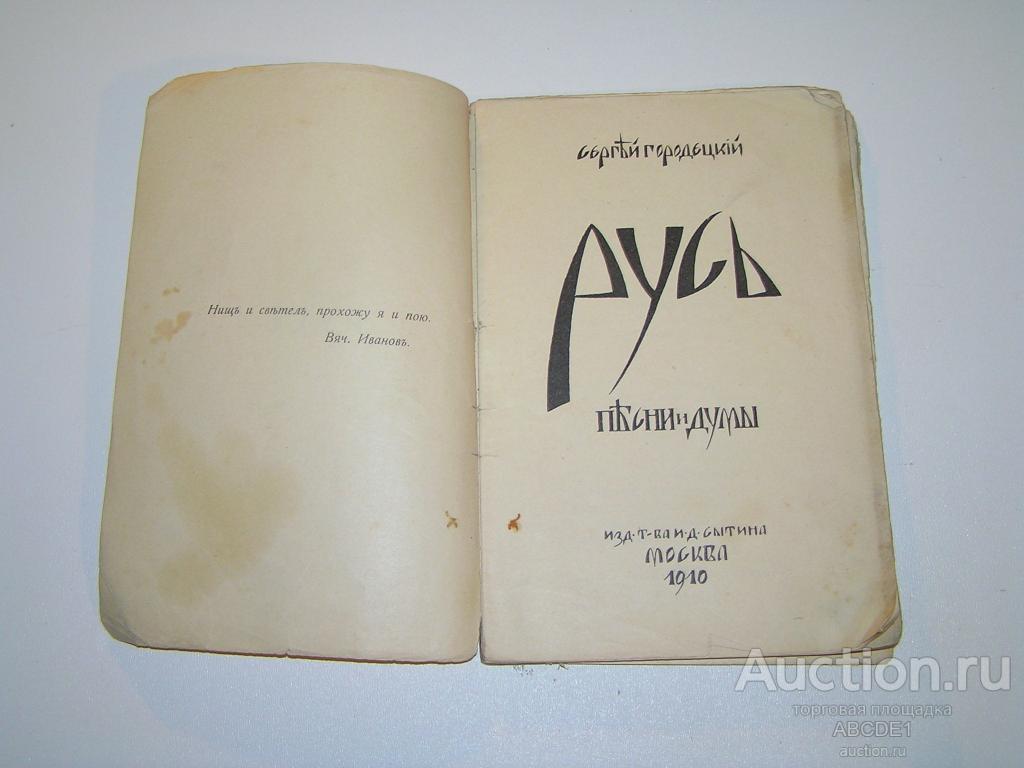 Нищъ и свѣтелъ, прохожу я и пою.
Вяч. Ивановъ.
Сергѣй Городецкій
Русь
пѣсни и думы
изд. т-ва И. Д. Сытина
Москва
1910
Auction.ru
торговая площадка
ABCDE1
auction.ru